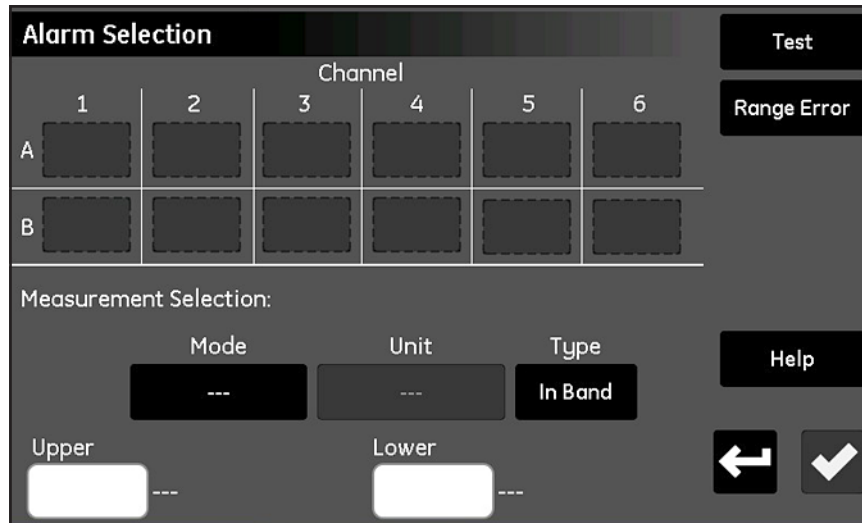 Alarm Selection
Test
Channel
1 2 3 4 5 6
Range Error
A
B
Measurement Selection:
Mode Unit Type
--- --- In Band
Help
Upper Lower
--- ---